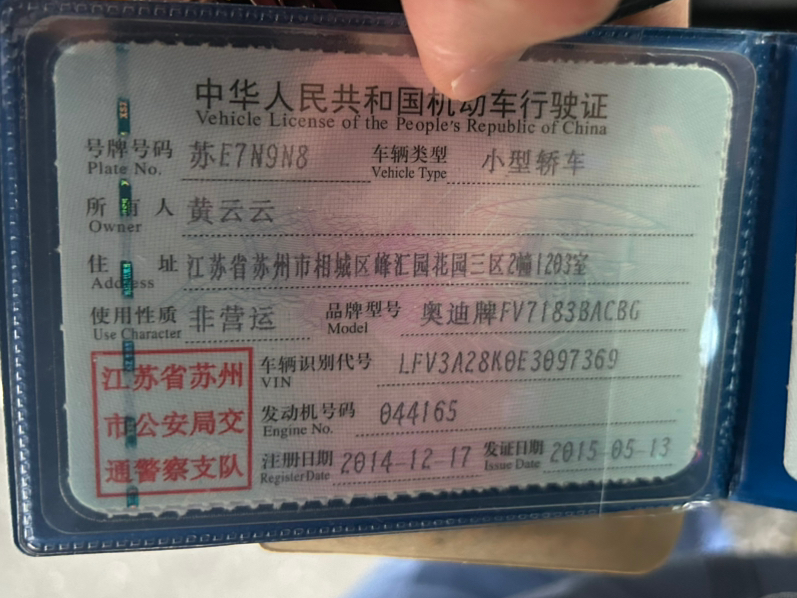 中华人民共和国机动车行驶证
Vehicle License of the People's Republic of China
号牌号码 苏E7N9N8 车辆类型 小型轿车
Plate No. Vehicle Type
所有人 黄云云
Owner
住址 江苏省苏州市相城区峰汇园花园三区2幢1203室
Address
使用性质 非营运 品牌型号 奥迪牌FV7183BACBG
Use Character Model
车辆识别代号 LFV3A28K0E3097369
VIN
发动机号码 044165
Engine No.
注册日期 2014-12-17 发证日期 2015-05-13
Register Date Issue Date
江苏省苏州
市公安局交
通警察支队